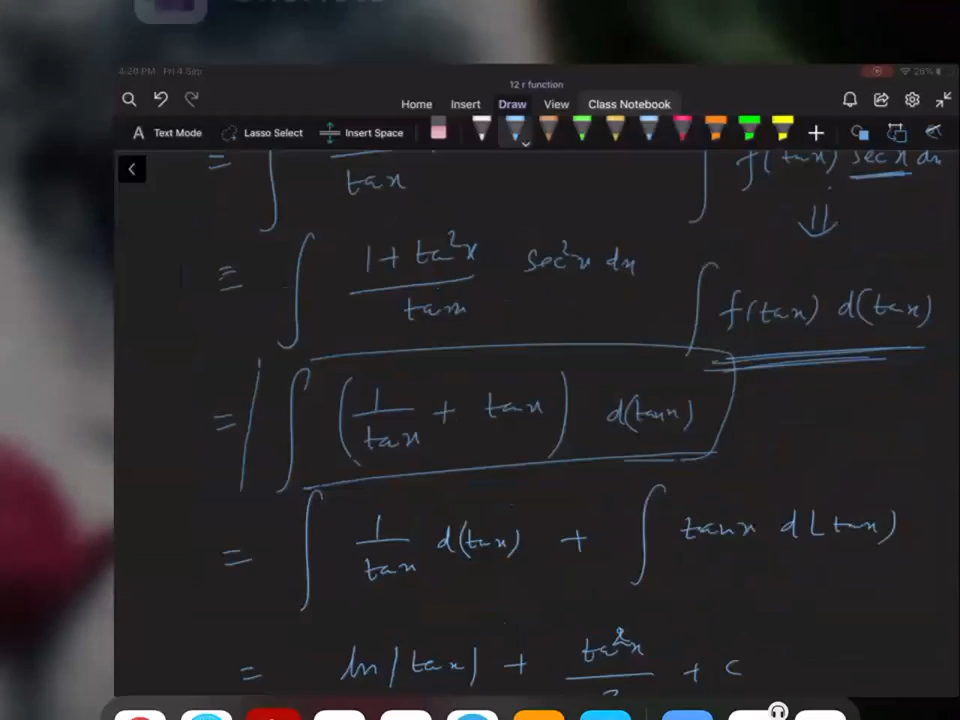 4:20 PM Fri 4 Sep
26%
12 r function
Home Insert Draw View Class Notebook
A Text Mode Lasso Select Insert Space
= ∫ / tanx
∫ f(tanx) sec x dx
⇓
= ∫ 1 + tan²x / tanx sec²x dx
∫ f(tanx) d(tanx)
= ∫ (1/tanx + tanx) d(tanx)
= ∫ 1/tanx d(tanx) + ∫ tanx d(tanx)
= ln|tanx| + tan²x / 2 + c